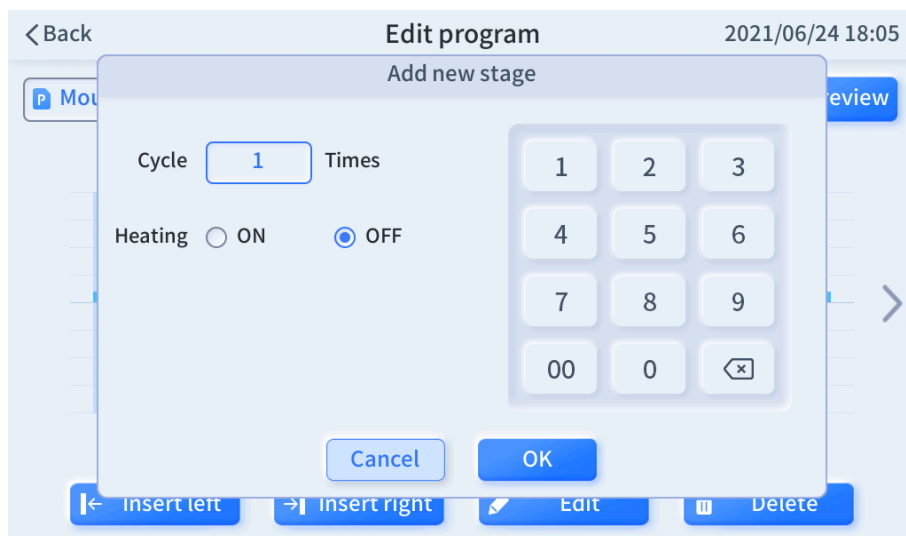 Back
Edit program
2021/06/24 18:05
Add new stage
P
Cycle 1 Times
Heating ON OFF
1 2 3
4 5 6
7 8 9
00 0
Cancel OK
Insert left Insert right Edit Delete